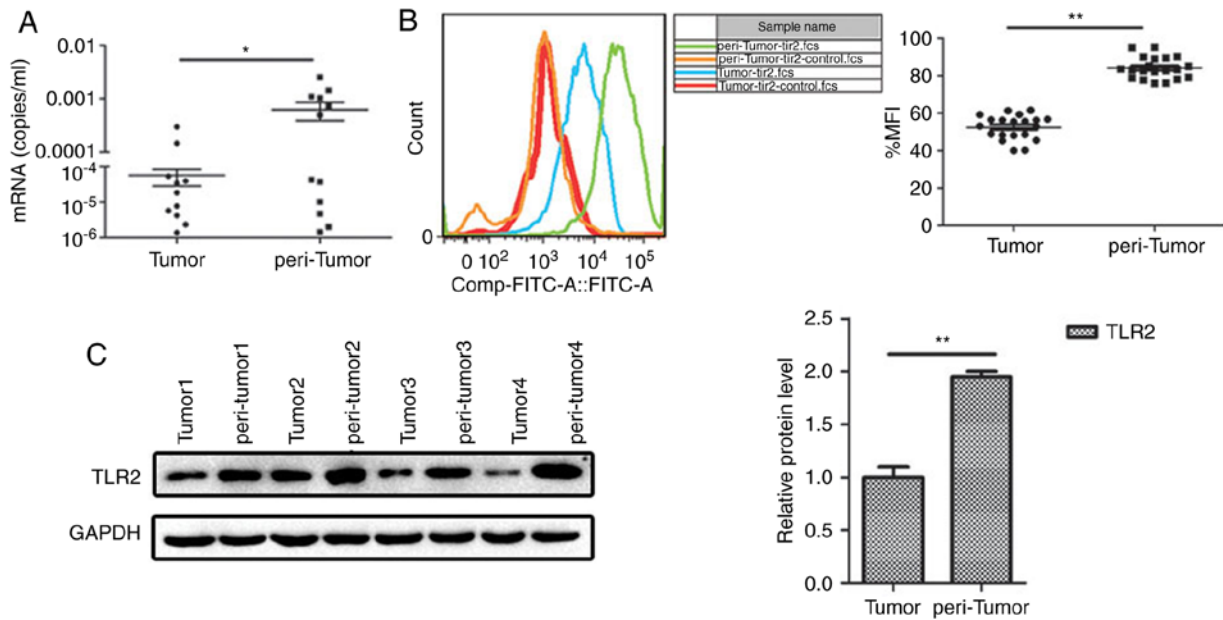 A
mRNA (copies/ml)
0.01
0.001
0.0001
10-4
10-5
10-6
*
Tumor
peri-Tumor
B
Count
0
0 102 103 104 105
Comp-FITC-A::FITC-A
Sample name
peri-Tumor-tir2.fcs
peri-Tumor-tir2-control.fcs
Tumor-tir2.fcs
Tumor-tir2-control.fcs
%MFI
100
80
60
40
20
0
**
Tumor
peri-Tumor
C
Tumor1
peri-tumor1
Tumor2
peri-tumor2
Tumor3
peri-tumor3
Tumor4
peri-tumor4
TLR2
GAPDH
Relative protein level
2.5
2.0
1.5
1.0
0.5
0.0
**
Tumor
peri-Tumor
TLR2